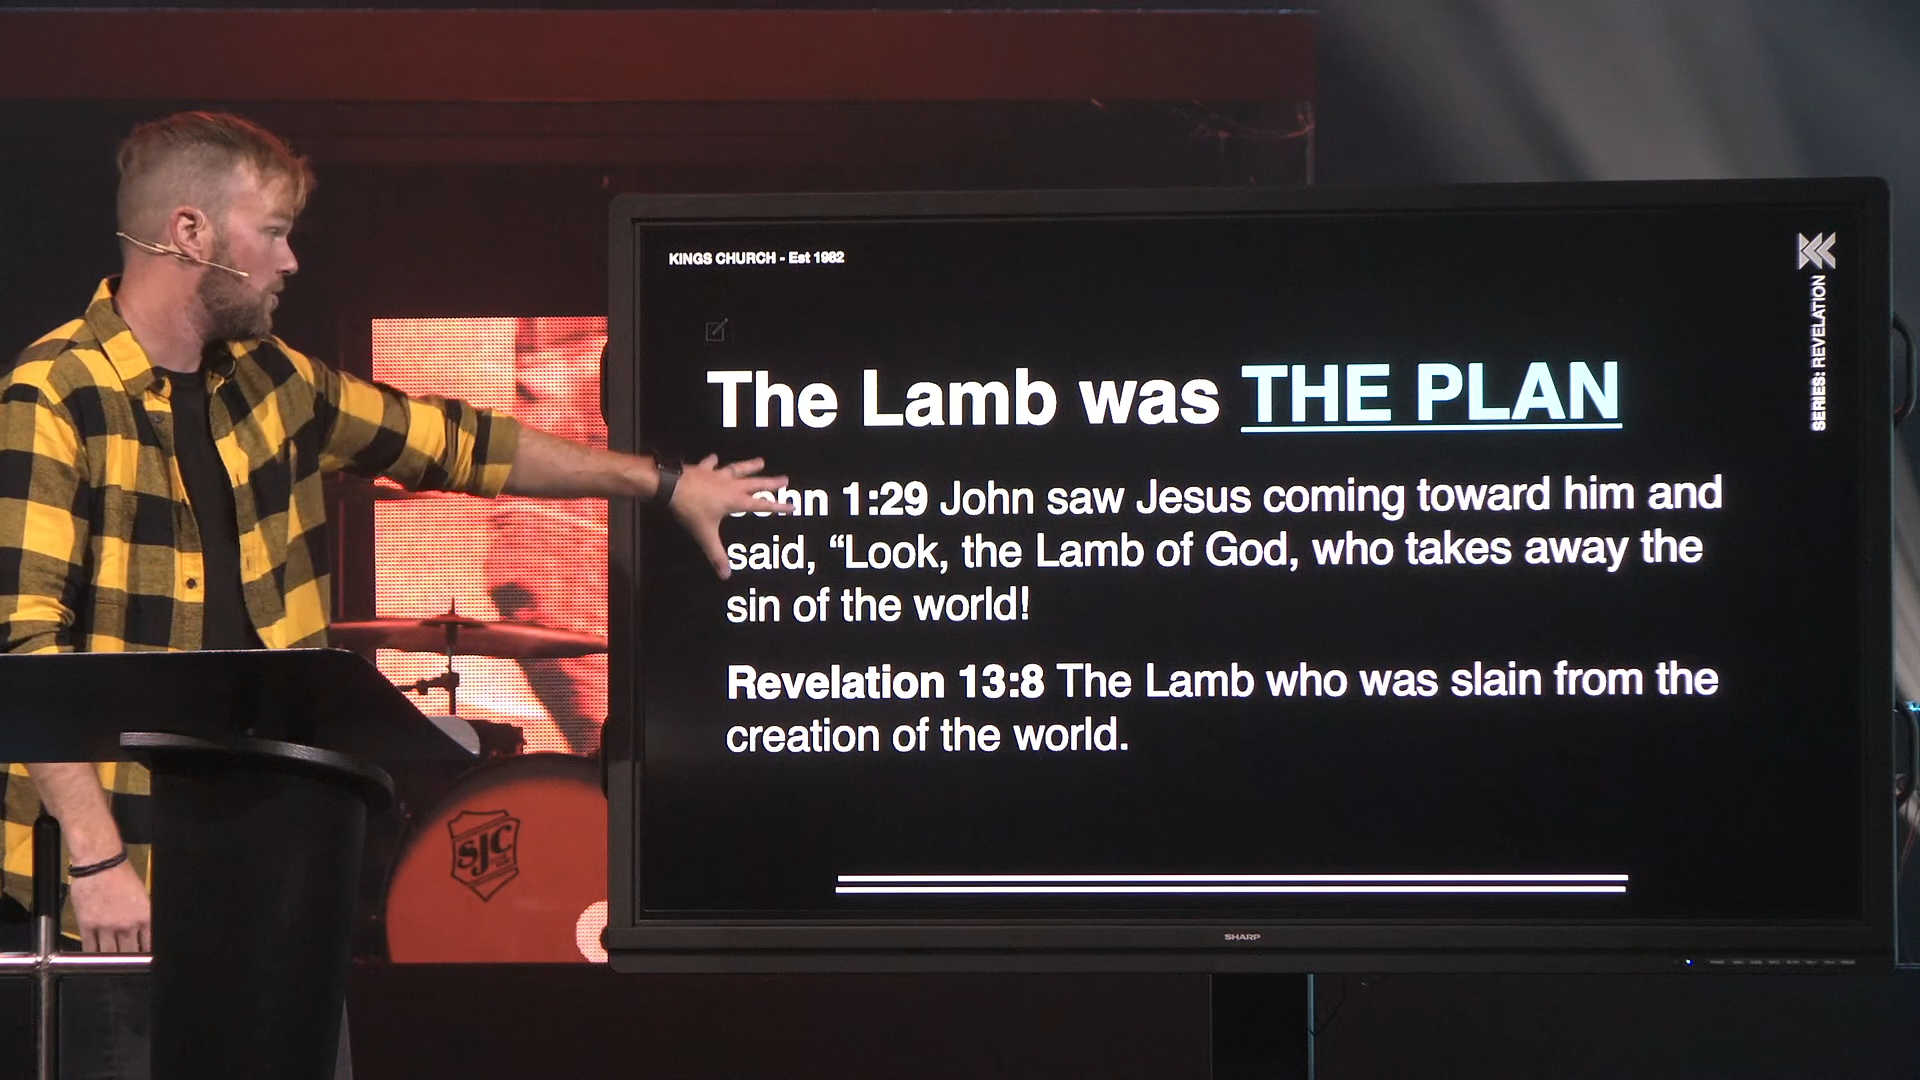 KINGS CHURCH - Est 1982
SERIES: REVELATION
The Lamb was THE PLAN
John 1:29 John saw Jesus coming toward him and
said, “Look, the Lamb of God, who takes away the
sin of the world!
Revelation 13:8 The Lamb who was slain from the
creation of the world.
SJC
SHARP